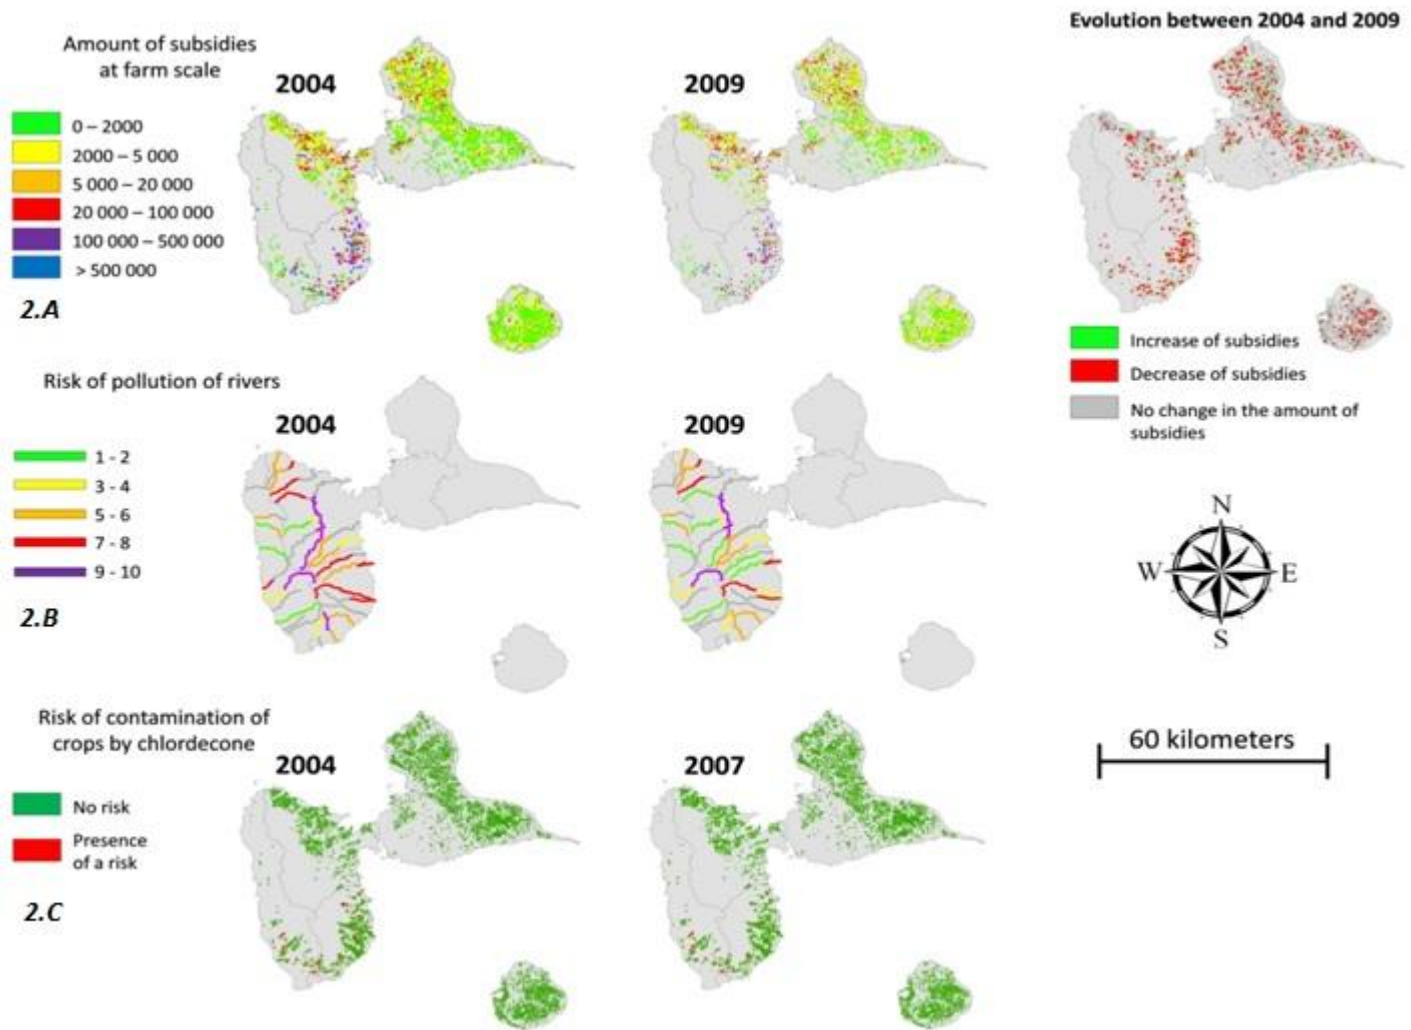 Evolution between 2004 and 2009
Amount of subsidies
at farm scale
2004
2009
0 – 2000
2000 – 5 000
5 000 – 20 000
20 000 – 100 000
100 000 – 500 000
> 500 000
2.A
Increase of subsidies
Decrease of subsidies
No change in the amount of
subsidies
Risk of pollution of rivers
2004
2009
1 - 2
3 - 4
5 - 6
7 - 8
9 - 10
2.B
N
W
E
S
Risk of contamination of
crops by chlordecone
2004
2007
No risk
Presence
of a risk
2.C
60 kilometers